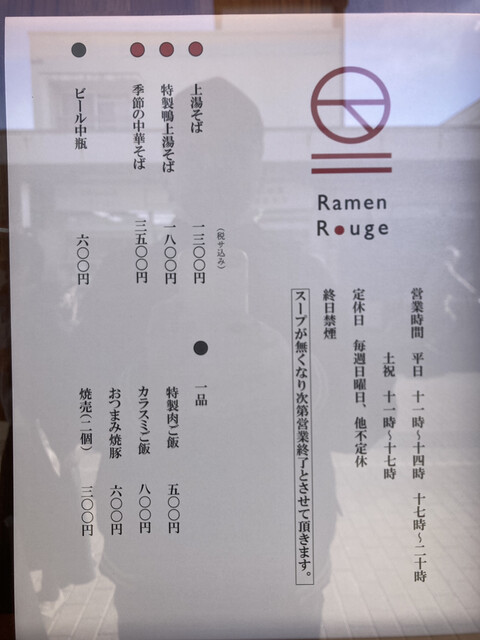 Ramen
Rouge
営業時間 平日 十一時～十四時 十七時～二十時
土祝 十一時～十七時
定休日 毎週日曜日、他不定休
終日禁煙
スープが無くなり次第営業終了とさせて頂きます。
(税サ込み)
上湯そば 一三〇〇円
特製鴨上湯そば 一八〇〇円
季節の中華そば 三五〇〇円
ビール中瓶 六〇〇円
一品
特製肉ご飯 五〇〇円
カラスミご飯 八〇〇円
おつまみ焼豚 六〇〇円
焼売(二個) 三〇〇円